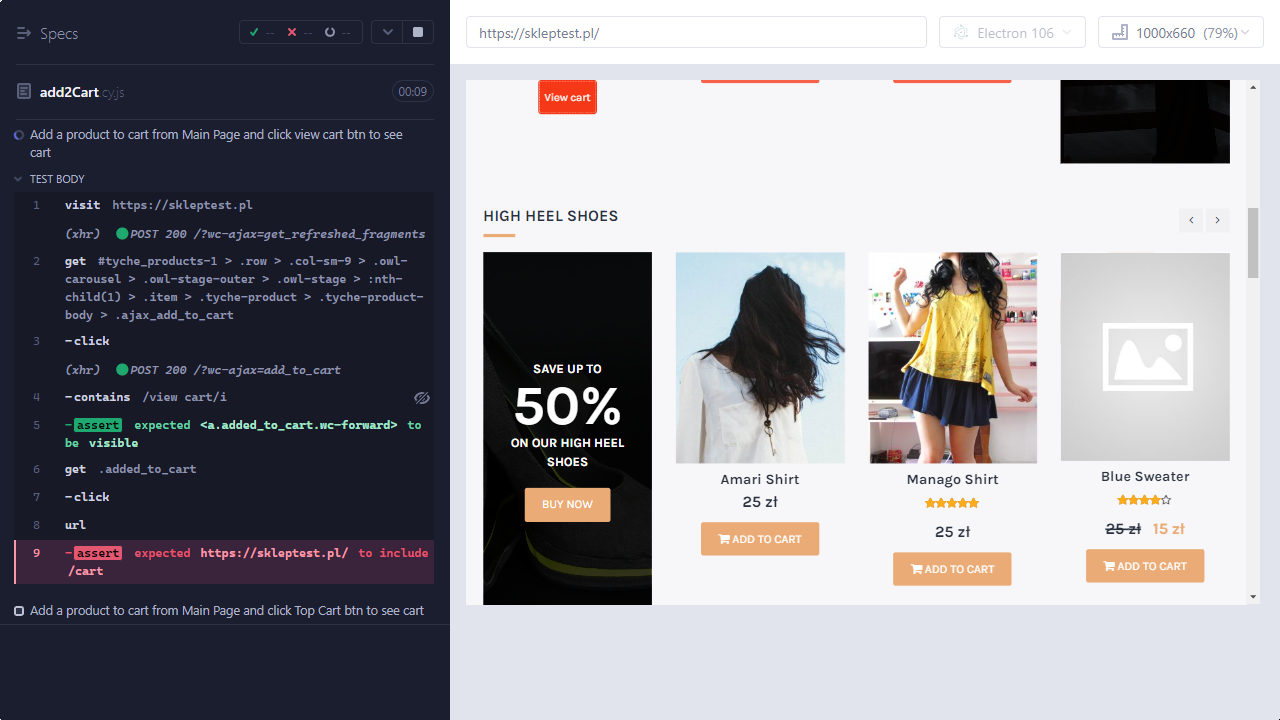 Specs
--
--
--
add2Cart.cy.js
00:09
Add a product to cart from Main Page and click view cart btn to see
cart
TEST BODY
1 visit https://skleptest.pl
(xhr) POST 200 /?wc-ajax=get_refreshed_fragments
2 get #tyche_products-1 > .row > .col-sm-9 > .owl-
carousel > .owl-stage-outer > .owl-stage > :nth-
child(1) > .item > .tyche-product > .tyche-product-
body > .ajax_add_to_cart
3 -click
(xhr) POST 200 /?wc-ajax=add_to_cart
4 -contains /view cart/i
5 -assert expected <a.added_to_cart.wc-forward> to
be visible
6 get .added_to_cart
7 -click
8 url
9 -assert expected https://skleptest.pl/ to include
/cart
Add a product to cart from Main Page and click Top Cart btn to see cart
https://skleptest.pl/
Electron 106
1000x660 (79%)
View cart
HIGH HEEL SHOES
SAVE UP TO
50%
ON OUR HIGH HEEL
SHOES
BUY NOW
Amari Shirt
25 zł
ADD TO CART
Manago Shirt
25 zł
ADD TO CART
Blue Sweater
25 zł 15 zł
ADD TO CART